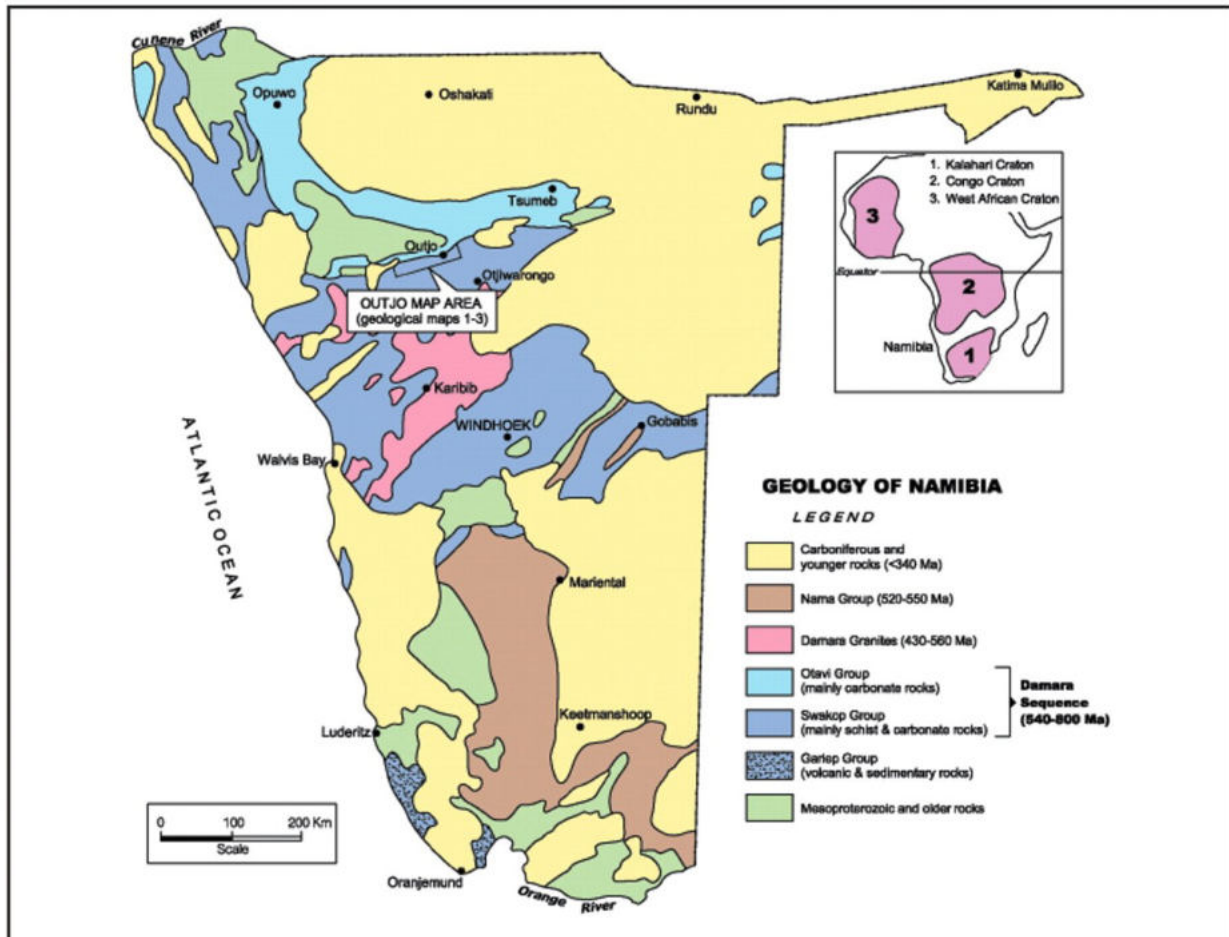 Cunene River
Opuwo
Oshakati
Rundu
Katima Mulilo
Tsumeb
Outjo
Otjiwarongo
OUTJO MAP AREA
(geological maps 1-3)
Karibib
WINDHOEK
Gobabis
Walvis Bay
ATLANTIC OCEAN
Mariental
Keetmanshoop
Luderitz
Oranjemund
Orange River
0 100 200 Km
Scale
1. Kalahari Craton
2. Congo Craton
3. West African Craton
3
Equator
2
Namibia
1
GEOLOGY OF NAMIBIA
LEGEND
Carboniferous and
younger rocks (<340 Ma)
Nama Group (520-550 Ma)
Damara Granites (430-560 Ma)
Otavi Group
(mainly carbonate rocks)
Swakop Group
(mainly schist & carbonate rocks)
Damara
Sequence
(540-800 Ma)
Gariep Group
(volcanic & sedimentary rocks)
Mesoproterozoic and older rocks